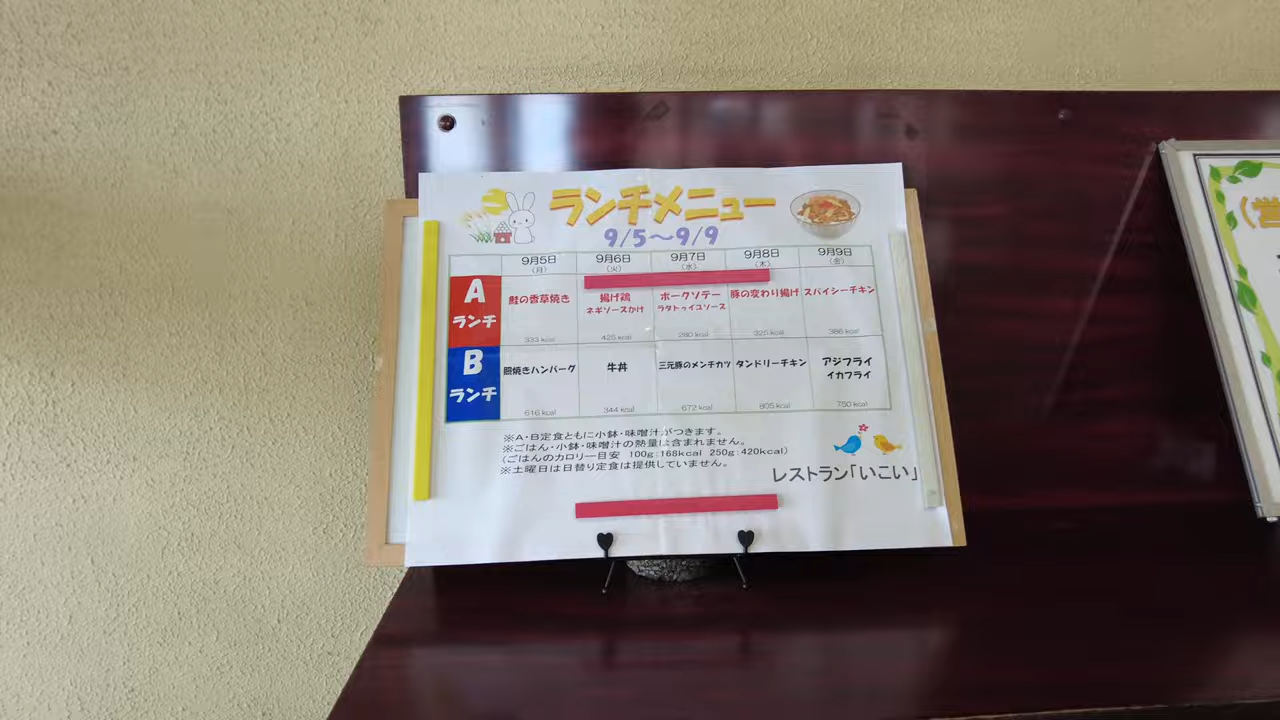 ランチメニュー
9/5～9/9
9月5日 9月6日 9月7日 9月8日 9月9日
（月） （火） （水） （木） （金）
A
ランチ
鮭の香草焼き 揚げ鶏 ポークソテー 豚の変わり揚げ スパイシーチキン
ネギソースかけ ラタトゥイユソース
333 kcal 425 kcal 280 kcal 325 kcal 386 kcal
B
ランチ
照焼きハンバーグ 牛丼 三元豚のメンチカツ タンドリーチキン アジフライ
イカフライ
616 kcal 344 kcal 672 kcal 805 kcal 750 kcal
※A・B定食ともに小鉢・味噌汁がつきます。
※ごはん・小鉢・味噌汁の熱量は含まれません。
（ごはんのカロリー目安 100g：168kcal 250g：420kcal）
※土曜日は日替り定食は提供していません。
レストラン「いこい」
（営